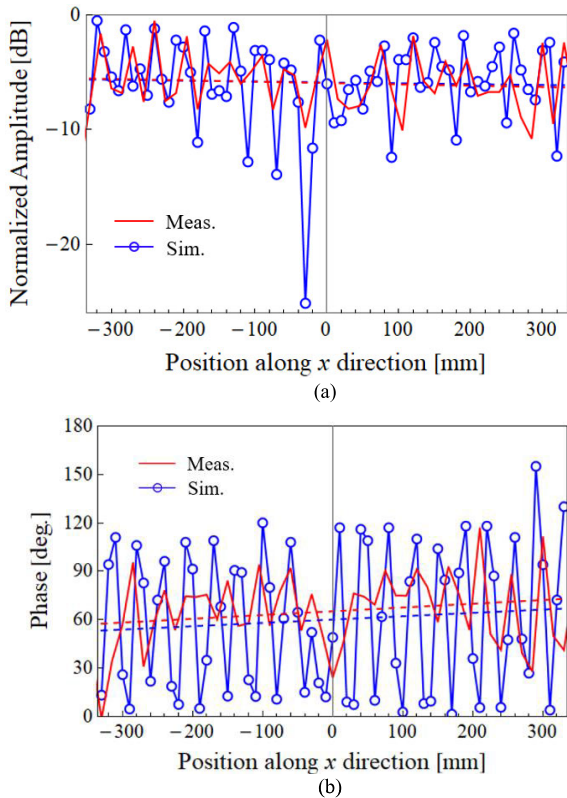 0
−10
−20
Normalized Amplitude [dB]
Meas.
Sim.
−300 −200 −100 0 100 200 300
Position along x direction [mm]
(a)
180
150
120
90
60
30
0
Phase [deg.]
Meas.
Sim.
−300 −200 −100 0 100 200 300
Position along x direction [mm]
(b)